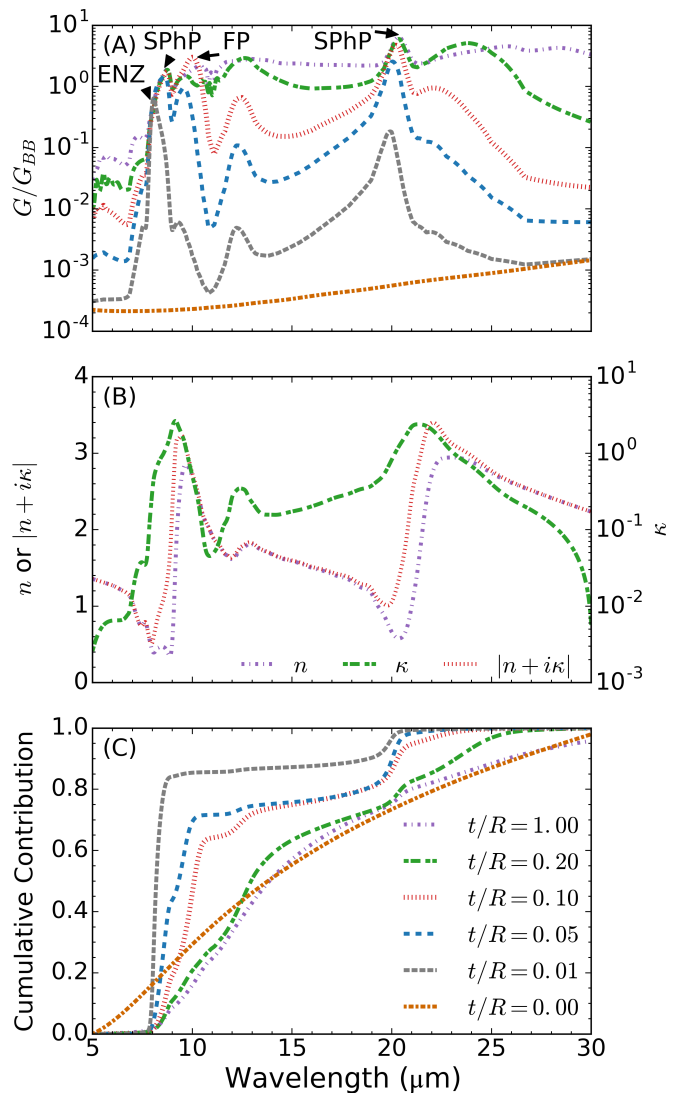 (A)
SPhP
FP
SPhP
ENZ
10^1
10^0
10^-1
10^-2
10^-3
10^-4
G/G_BB
(B)
4
3
2
1
0
n or |n + iκ|
10^1
10^0
10^-1
10^-2
10^-3
κ
n κ |n + iκ|
(C)
1.0
0.8
0.6
0.4
0.2
0.0
Cumulative Contribution
t/R = 1.00
t/R = 0.20
t/R = 0.10
t/R = 0.05
t/R = 0.01
t/R = 0.00
5 10 15 20 25 30
Wavelength (μm)